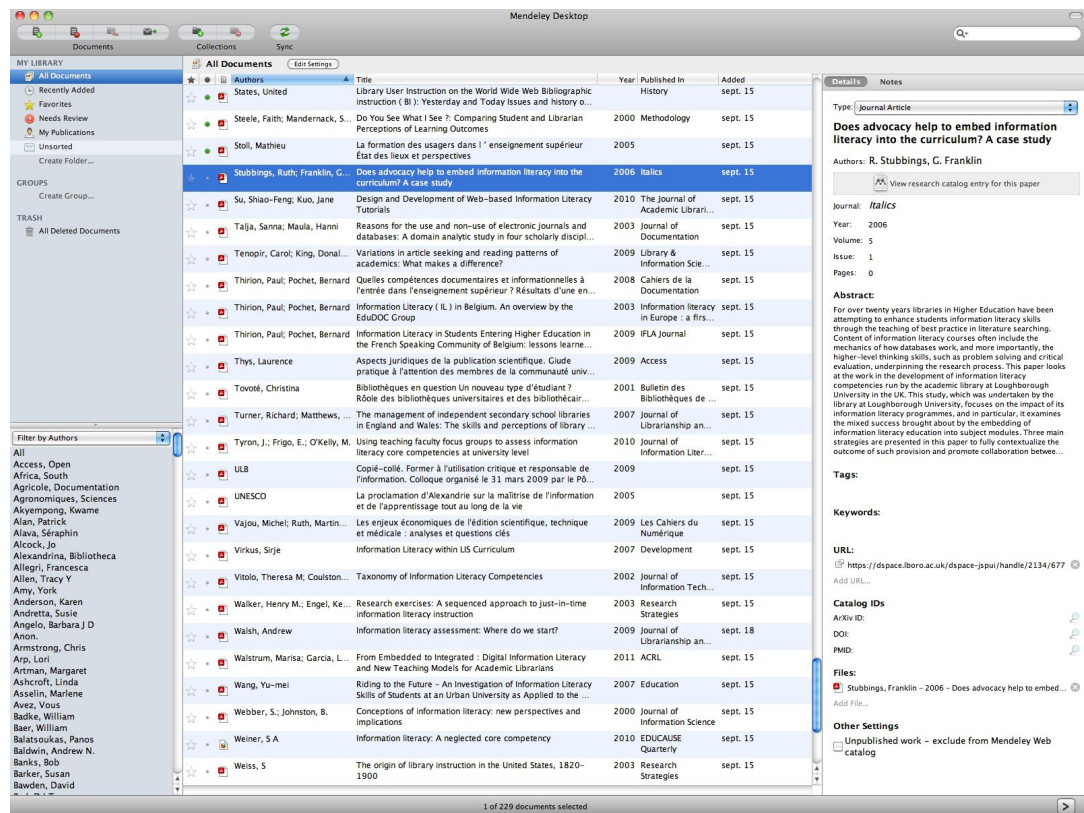 Mendeley Desktop
Documents
Collections
Sync
MY LIBRARY
All Documents
Recently Added
Favorites
Needs Review
My Publications
Unsorted
Create Folder...
GROUPS
Create Group...
TRASH
All Deleted Documents
Filter by Authors
All
Access, Open
Africa, South
Agricole, Documentation
Agronomiques, Sciences
Akyempong, Kwame
Alan, Patrick
Alava, Séraphin
Alcock, Jo
Alexandrina, Bibliotheca
Allegri, Francesca
Allen, Tracy Y
Amy, York
Anderson, Karen
Andretta, Susie
Angelo, Barbara J D
Anon.
Armstrong, Chris
Arp, Lori
Artman, Margaret
Ashcroft, Linda
Asselin, Marlene
Avez, Vous
Badke, William
Baer, William
Balatsoukas, Panos
Baldwin, Andrew N.
Banks, Bob
Barker, Susan
Bawden, David
All Documents Edit Settings
Authors Title Year Published In Added
States, United Library User Instruction on the World Wide Web Bibliographic History sept. 15
instruction ( BI ): Yesterday and Today Issues and history o...
Steele, Faith; Mandernack, S... Do You See What I See ?: Comparing Student and Librarian 2000 Methodology sept. 15
Perceptions of Learning Outcomes
Stoll, Mathieu La formation des usagers dans l ' enseignement supérieur 2005 sept. 15
État des lieux et perspectives
Stubbings, Ruth; Franklin, G... Does advocacy help to embed information literacy into the 2006 Italics sept. 15
curriculum? A case study
Su, Shiao-Feng; Kuo, Jane Design and Development of Web-based Information Literacy 2010 The Journal of sept. 15
Tutorials Academic Librari...
Talja, Sanna; Maula, Hanni Reasons for the use and non-use of electronic journals and 2003 Journal of sept. 15
databases: A domain analytic study in four scholarly discipl... Documentation
Tenopir, Carol; King, Donal... Variations in article seeking and reading patterns of 2009 Library & sept. 15
academics: What makes a difference? Information Scie...
Thirion, Paul; Pochet, Bernard Quelles compétences documentaires et informationnelles à 2008 Cahiers de la sept. 15
l'entrée dans l'enseignement supérieur ? Résultats d'une en... Documentation
Thirion, Paul; Pochet, Bernard Information Literacy ( IL ) in Belgium. An overview by the 2003 Information literacy sept. 15
EduDOC Group in Europe : a firs...
Thirion, Paul; Pochet, Bernard Information Literacy in Students Entering Higher Education in 2009 IFLA Journal sept. 15
the French Speaking Community of Belgium: lessons learne...
Thys, Laurence Aspects juridiques de la publication scientifique. Giude 2009 Access sept. 15
pratique à l'attention des membres de la communauté univ...
Tovoté, Christina Bibliothèques en question Un nouveau type d'étudiant ? 2001 Bulletin des sept. 15
Rôole des bibliothèques universitaires et des bibliothécair... Bibliothèques de ...
Turner, Richard; Matthews, ... The management of independent secondary school libraries 2007 Journal of sept. 15
in England and Wales: The skills and perceptions of library ... Librarianship an...
Tyron, J.; Frigo, E.; O'Kelly, M. Using teaching faculty focus groups to assess information 2010 Journal of sept. 15
literacy core competencies at university level Information Liter...
ULB Copié-collé. Former à l'utilisation critique et responsable de 2009 sept. 15
l'information. Colloque organisé le 31 mars 2009 par le Pô...
UNESCO La proclamation d'Alexandrie sur la maîtrise de l'information 2005 sept. 15
et de l'apprentissage tout au long de la vie
Vajou, Michel; Ruth, Martin... Les enjeux économiques de l'édition scientifique, technique 2009 Les Cahiers du sept. 15
et médicale : analyses et questions clés Numérique
Virkus, Sirje Information Literacy within LIS Curriculum 2007 Development sept. 15
Vitolo, Theresa M; Coulston... Taxonomy of Information Literacy Competencies 2002 Journal of sept. 15
Information Tech...
Walker, Henry M.; Engel, Ke... Research exercises: A sequenced approach to just-in-time 2003 Research sept. 15
information literacy instruction Strategies
Walsh, Andrew Information literacy assessment: Where do we start? 2009 Journal of sept. 18
Librarianship an...
Walstrum, Marisa; Garcia, L... From Embedded to Integrated : Digital Information Literacy 2011 ACRL sept. 15
and New Teaching Models for Academic Librarians
Wang, Yu-mei Riding to the Future - An Investigation of Information Literacy 2007 Education sept. 15
Skills of Students at an Urban University as Applied to the ...
Webber, S.; Johnston, B. Conceptions of information literacy: new perspectives and 2000 Journal of sept. 15
implications Information Science
Weiner, S A Information literacy: A neglected core competency 2010 EDUCAUSE sept. 15
Quarterly
Weiss, S The origin of library instruction in the United States, 1820- 2003 Research sept. 15
1900 Strategies
Details Notes
Type: Journal Article
Does advocacy help to embed information
literacy into the curriculum? A case study
Authors: R. Stubbings, G. Franklin
View research catalog entry for this paper
Journal: Italics
Year: 2006
Volume: 5
Issue: 1
Pages: 0
Abstract:
For over twenty years libraries in Higher Education have been
attempting to enhance students information literacy skills
through the teaching of best practice in literature searching.
Content of information literacy courses often include the
mechanics of how databases work, and more importantly, the
higher-level thinking skills, such as problem solving and critical
evaluation, underpinning the research process. This paper looks
at the work in the development of information literacy
competencies run by the academic library at Loughborough
University in the UK. This study, which was undertaken by the
library at Loughborough University, focuses on the impact of its
information literacy programmes, and in particular, it examines
the mixed success brought about by the embedding of
information literacy education into subject modules. Three main
strategies are presented in this paper to fully contextualize the
outcome of such provision and promote collaboration betwee...
Tags:
Keywords:
URL:
https://dspace.lboro.ac.uk/dspace-jspui/handle/2134/677
Add URL...
Catalog IDs
ArXiv ID:
DOI:
PMID:
Files:
Stubbings, Franklin - 2006 - Does advocacy help to embed...
Add File...
Other Settings
Unpublished work - exclude from Mendeley Web
catalog
1 of 229 documents selected